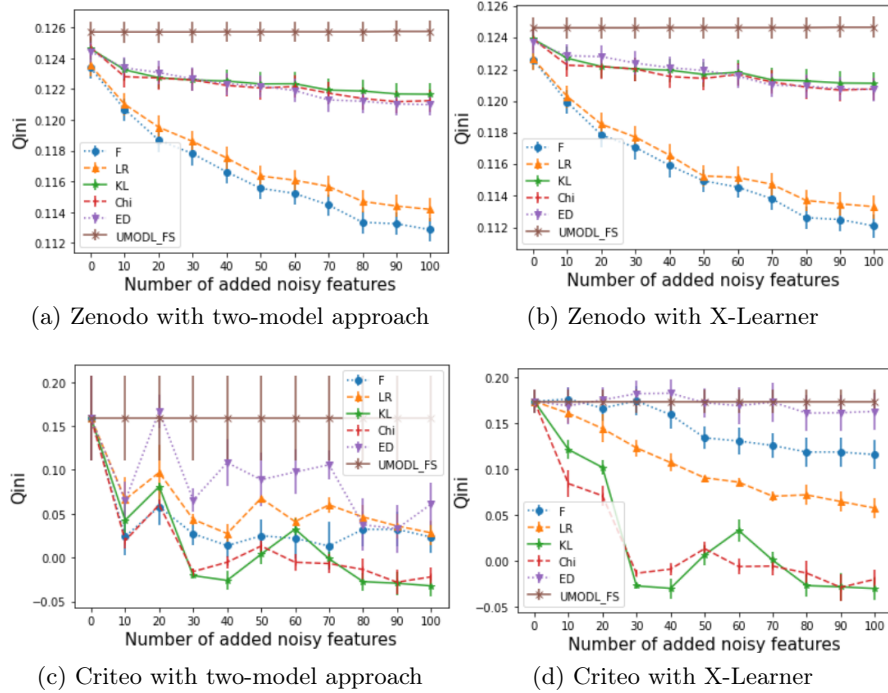 0.126
0.124
0.122
0.120
0.118
0.116
0.114
0.112
Qini
F
LR
KL
Chi
ED
UMODL_FS
0 10 20 30 40 50 60 70 80 90 100
Number of added noisy features
(a) Zenodo with two-model approach
0.126
0.124
0.122
0.120
0.118
0.116
0.114
0.112
Qini
F
LR
KL
Chi
ED
UMODL_FS
0 10 20 30 40 50 60 70 80 90 100
Number of added noisy features
(b) Zenodo with X-Learner
0.20
0.15
0.10
0.05
0.00
−0.05
Qini
F
LR
KL
Chi
ED
UMODL_FS
0 10 20 30 40 50 60 70 80 90 100
Number of added noisy features
(c) Criteo with two-model approach
0.20
0.15
0.10
0.05
0.00
−0.05
Qini
F
LR
KL
Chi
ED
UMODL_FS
0 10 20 30 40 50 60 70 80 90 100
Number of added noisy features
(d) Criteo with X-Learner